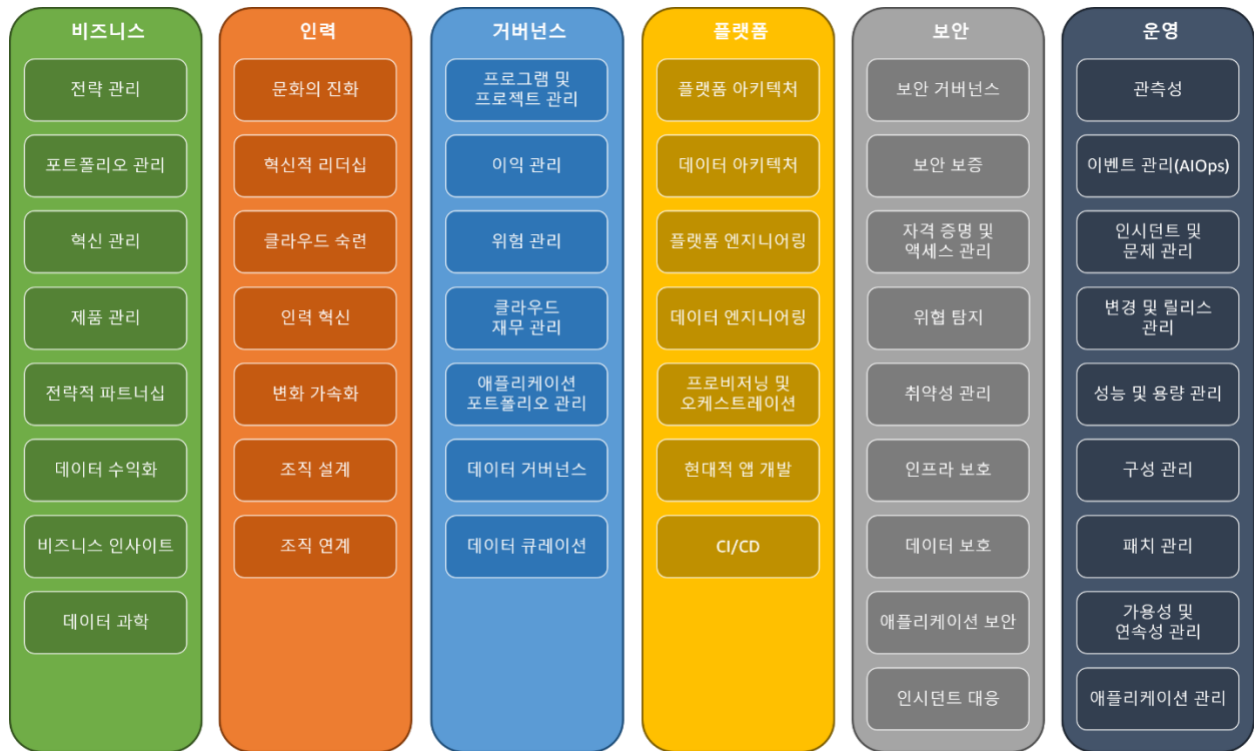 비즈니스
전략 관리
포트폴리오 관리
혁신 관리
제품 관리
전략적 파트너십
데이터 수익화
비즈니스 인사이트
데이터 과학
인력
문화의 진화
혁신적 리더십
클라우드 숙련
인력 혁신
변화 가속화
조직 설계
조직 연계
거버넌스
프로그램 및
프로젝트 관리
이익 관리
위험 관리
클라우드
재무 관리
애플리케이션
포트폴리오 관리
데이터 거버넌스
데이터 큐레이션
플랫폼
플랫폼 아키텍처
데이터 아키텍처
플랫폼 엔지니어링
데이터 엔지니어링
프로비저닝 및
오케스트레이션
현대적 앱 개발
CI/CD
보안
보안 거버넌스
보안 보증
자격 증명 및
액세스 관리
위협 탐지
취약성 관리
인프라 보호
데이터 보호
애플리케이션 보안
인시던트 대응
운영
관측성
이벤트 관리(AIOps)
인시던트 및
문제 관리
변경 및 릴리스
관리
성능 및 용량 관리
구성 관리
패치 관리
가용성 및
연속성 관리
애플리케이션 관리